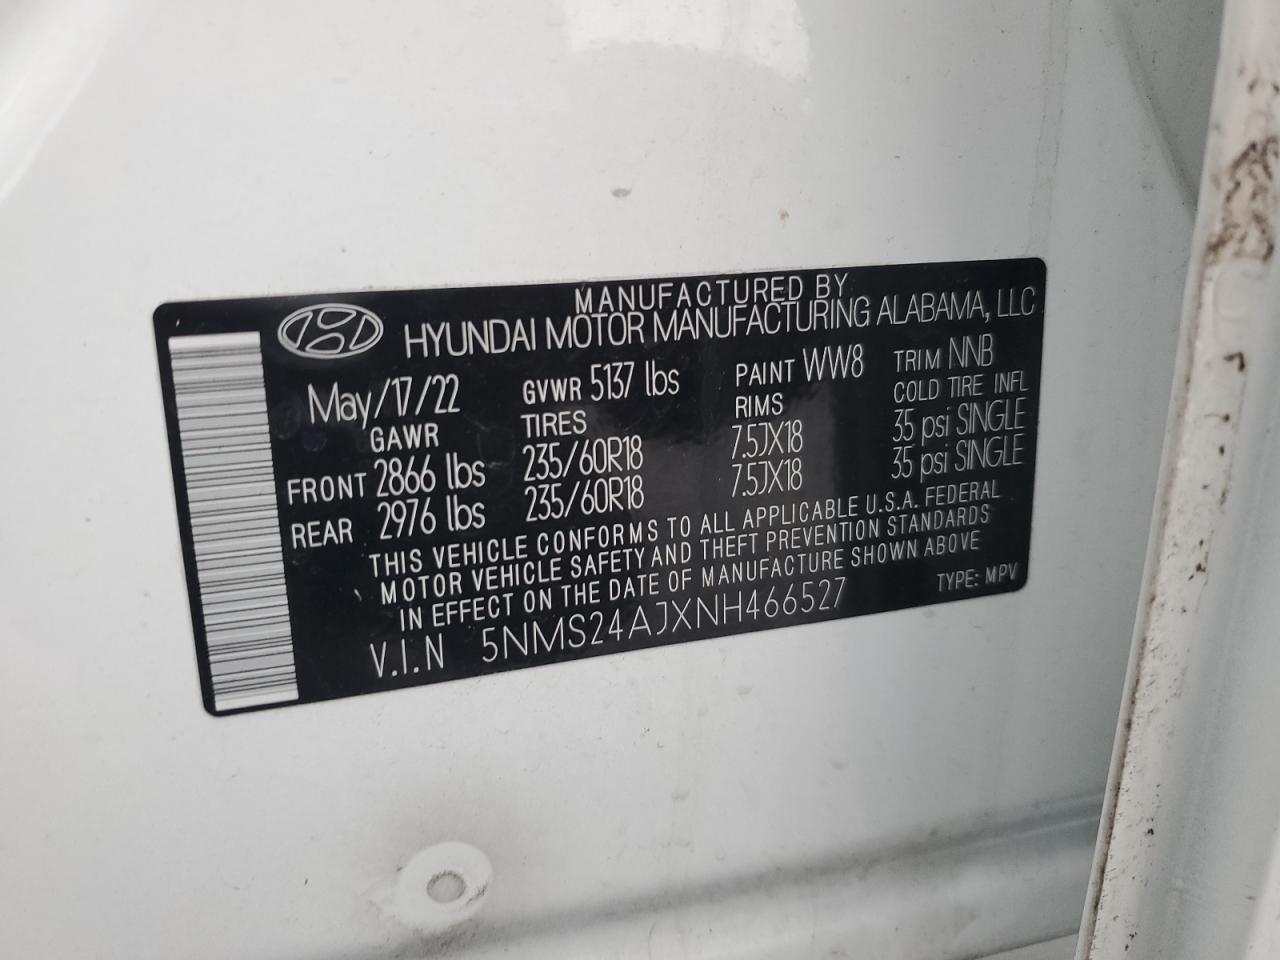 MANUFACTURED BY
HYUNDAI MOTOR MANUFACTURING ALABAMA, LLC
May/17/22 GVWR 5137 lbs PAINT WW8 TRIM NNB
GAWR TIRES RIMS COLD TIRE INFL
FRONT 2866 lbs 235/60R18 7.5JX18 35 psi SINGLE
REAR 2976 lbs 235/60R18 7.5JX18 35 psi SINGLE
THIS VEHICLE CONFORMS TO ALL APPLICABLE U.S.A. FEDERAL
MOTOR VEHICLE SAFETY AND THEFT PREVENTION STANDARDS
IN EFFECT ON THE DATE OF MANUFACTURE SHOWN ABOVE
V.I.N 5NMS24AJXNH466527 TYPE: MPV